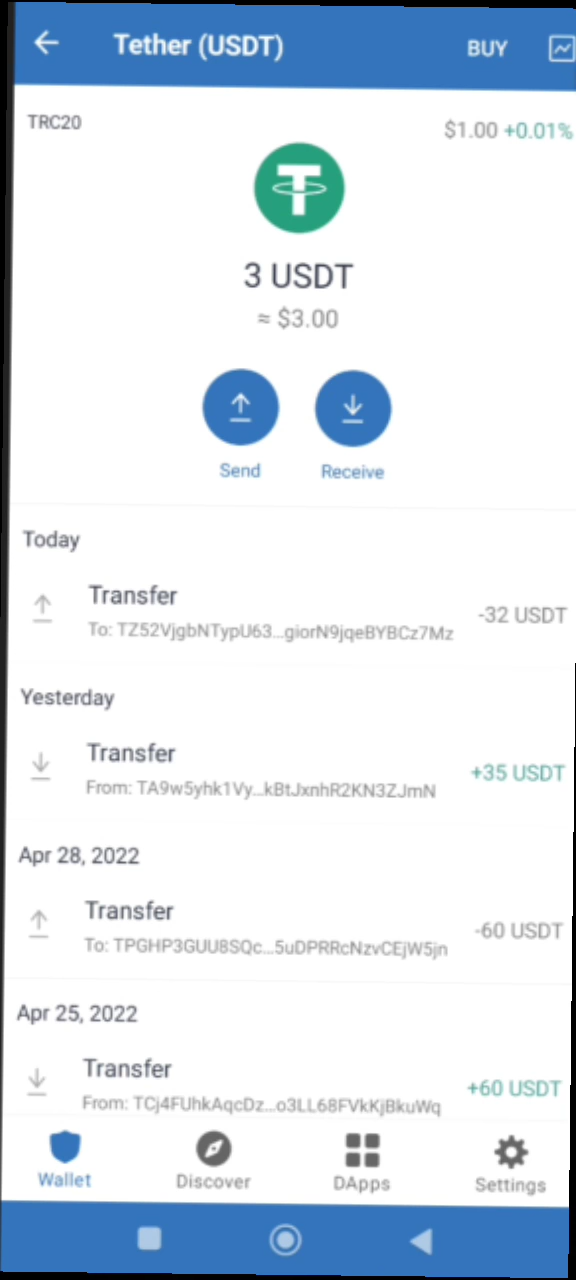 Tether (USDT)
BUY
TRC20
$1.00 +0.01%
3 USDT
≈ $3.00
Send
Receive
Today
Transfer
-32 USDT
To: TZ52VjgbNTypU63...giorN9jqeBYBCz7Mz
Yesterday
Transfer
+35 USDT
From: TA9w5yhk1Vy...kBtJxnhR2KN3ZJmN
Apr 28, 2022
Transfer
-60 USDT
To: TPGHP3GUU8SQc...5uDPRRcNzvCEjW5jn
Apr 25, 2022
Transfer
+60 USDT
From: TCj4FUhkAqcDz...o3LL68FVkKjBkuWq
Wallet
Discover
DApps
Settings